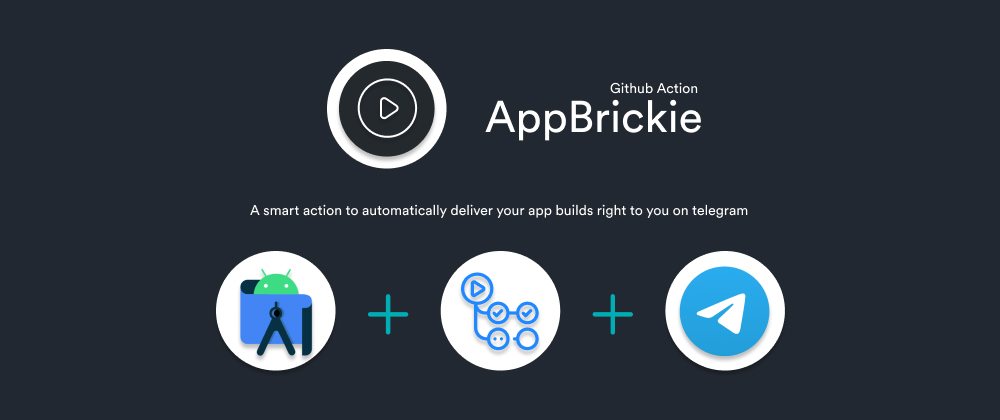 Github Action
AppBrickie
A smart action to automatically deliver your app builds right to you on telegram